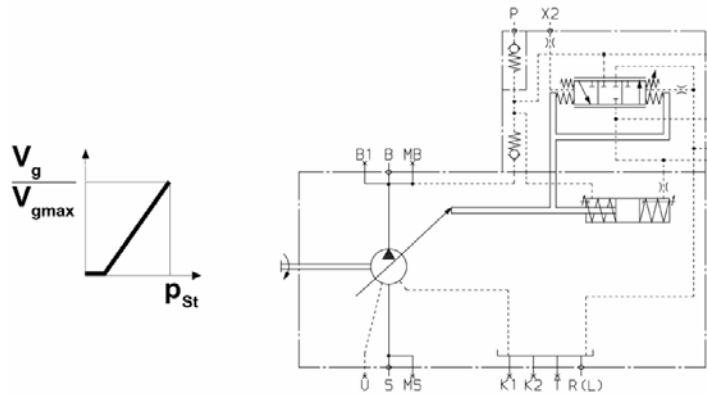 P X2
B1 B MB
V_g
V_gmax
p_St
U S MS K1 K2 T R(L)